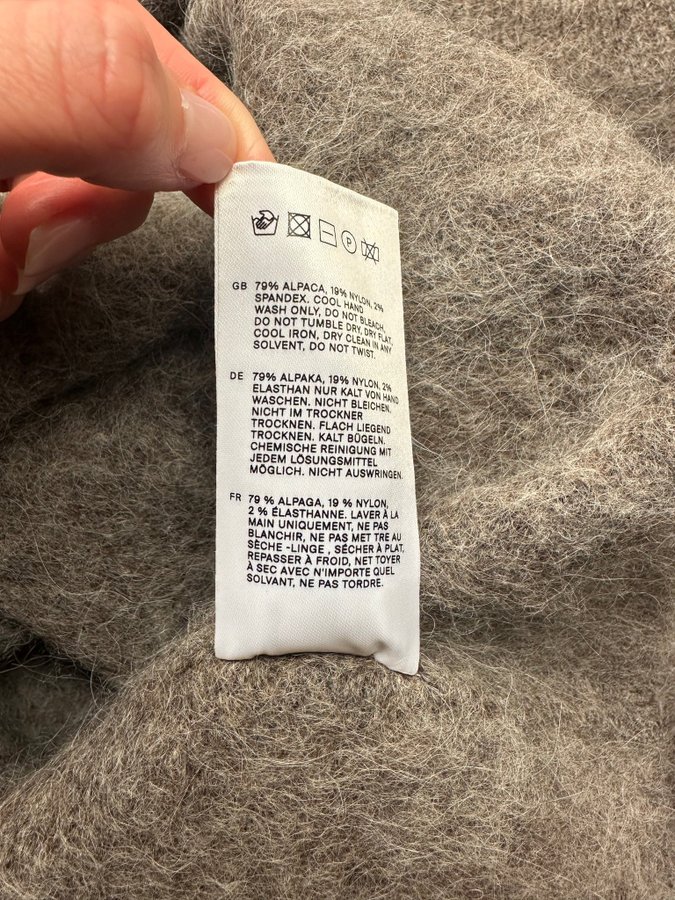 GB 79% ALPACA, 19% NYLON, 2%
SPANDEX. COOL HAND
WASH ONLY, DO NOT BLEACH,
DO NOT TUMBLE DRY, DRY FLAT,
COOL IRON, DRY CLEAN IN ANY
SOLVENT, DO NOT TWIST.
DE 79% ALPAKA, 19% NYLON, 2%
ELASTHAN NUR KALT VON HAND
WASCHEN. NICHT BLEICHEN.
NICHT IM TROCKNER
TROCKNEN. FLACH LIEGEND
TROCKNEN. KALT BÜGELN.
CHEMISCHE REINIGUNG MIT
JEDEM LÖSUNGSMITTEL
MÖGLICH. NICHT AUSWRINGEN.
FR 79 % ALPAGA, 19 % NYLON,
2 % ÉLASTHANNE. LAVER À LA
MAIN UNIQUEMENT, NE PAS
BLANCHIR, NE PAS MET TRE AU
SÈCHE -LINGE , SÉCHER À PLAT,
REPASSER À FROID, NET TOYER
À SEC AVEC N'IMPORTE QUEL
SOLVANT, NE PAS TORDRE.